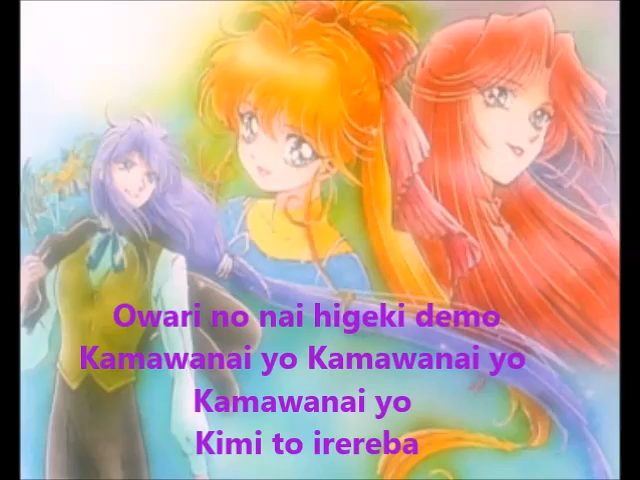 Owari no nai higeki demo
Kamawanai yo Kamawanai yo
Kamawanai yo
Kimi to irereba